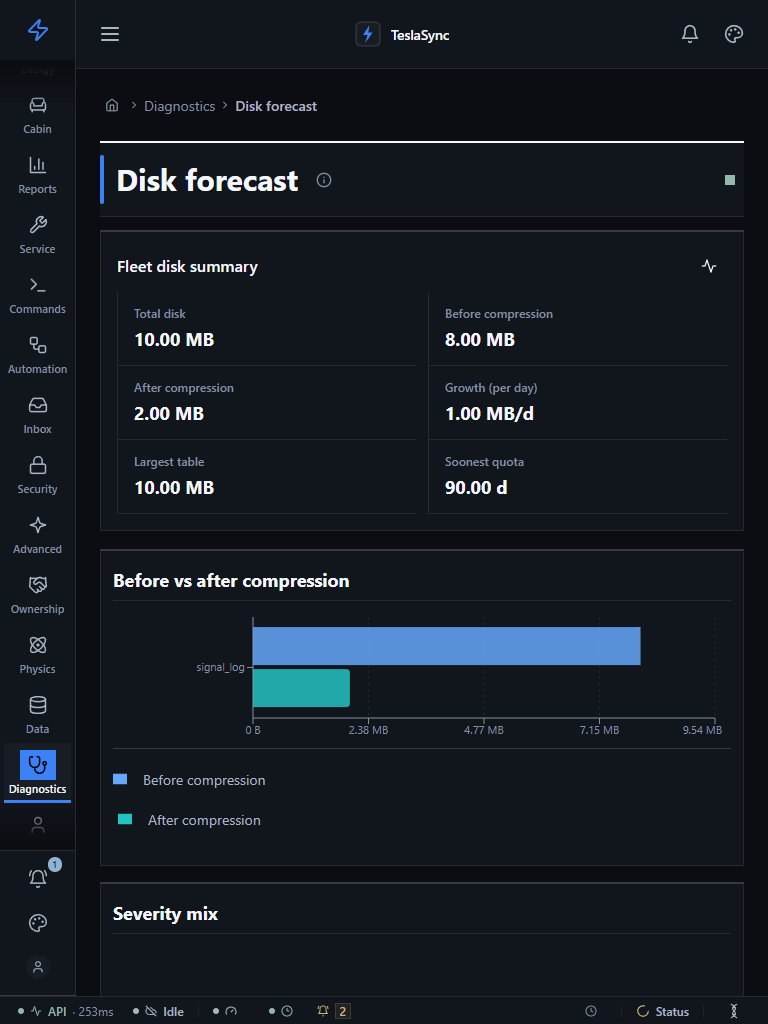 TeslaSync
Energy
Cabin
Reports
Service
Commands
Automation
Inbox
Security
Advanced
Ownership
Physics
Data
Diagnostics
1
Diagnostics
Disk forecast
Disk forecast
Fleet disk summary
Total disk
10.00 MB
Before compression
8.00 MB
After compression
2.00 MB
Growth (per day)
1.00 MB/d
Largest table
10.00 MB
Soonest quota
90.00 d
Before vs after compression
signal_log
0 B
2.38 MB
4.77 MB
7.15 MB
9.54 MB
Before compression
After compression
Severity mix
API · 253ms
Idle
2
Status